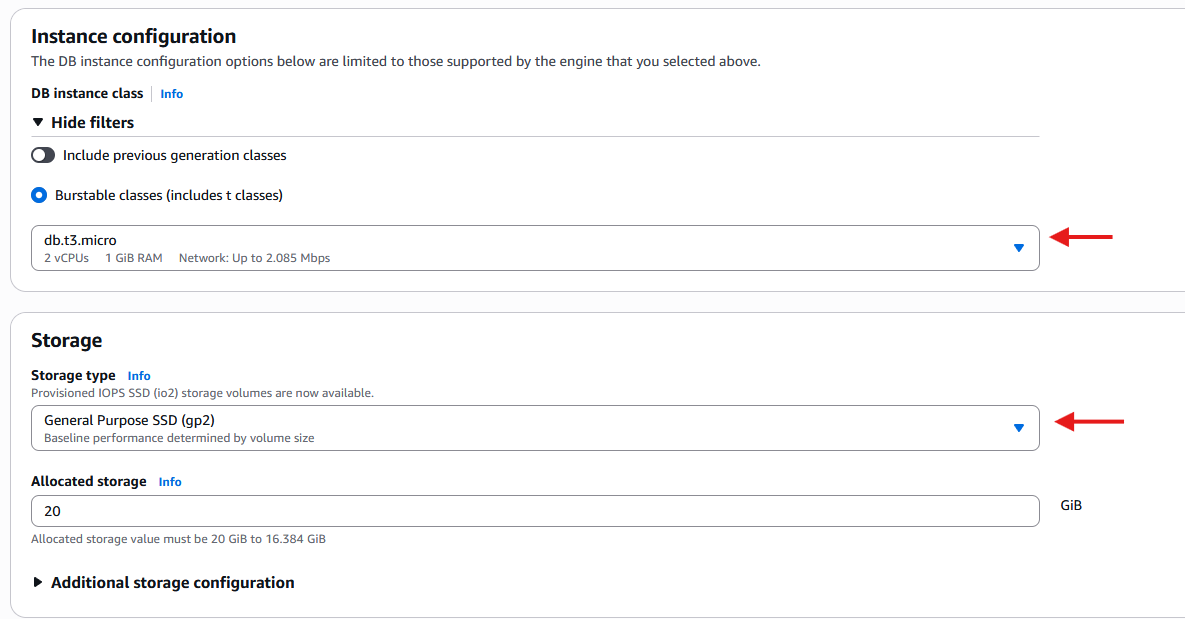 Instance configuration
The DB instance configuration options below are limited to those supported by the engine that you selected above.
DB instance class Info
Hide filters
Include previous generation classes
Burstable classes (includes t classes)
db.t3.micro
2 vCPUs 1 GiB RAM Network: Up to 2.085 Mbps
Storage
Storage type Info
Provisioned IOPS SSD (io2) storage volumes are now available.
General Purpose SSD (gp2)
Baseline performance determined by volume size
Allocated storage Info
20
GiB
Allocated storage value must be 20 GiB to 16.384 GiB
Additional storage configuration